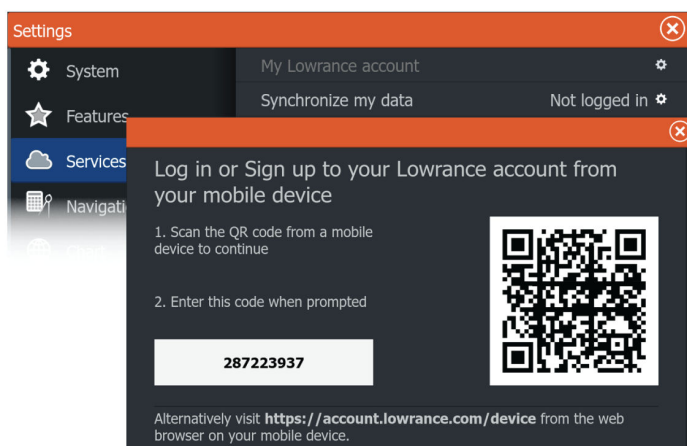 Settings
System
My Lowrance account
Synchronize my data Not logged in
Features
Services
Log in or Sign up to your Lowrance account from
your mobile device
Navigati
1. Scan the QR code from a mobile
device to continue
2. Enter this code when prompted
287223937
Alternatively visit https://account.lowrance.com/device from the web
browser on your mobile device.